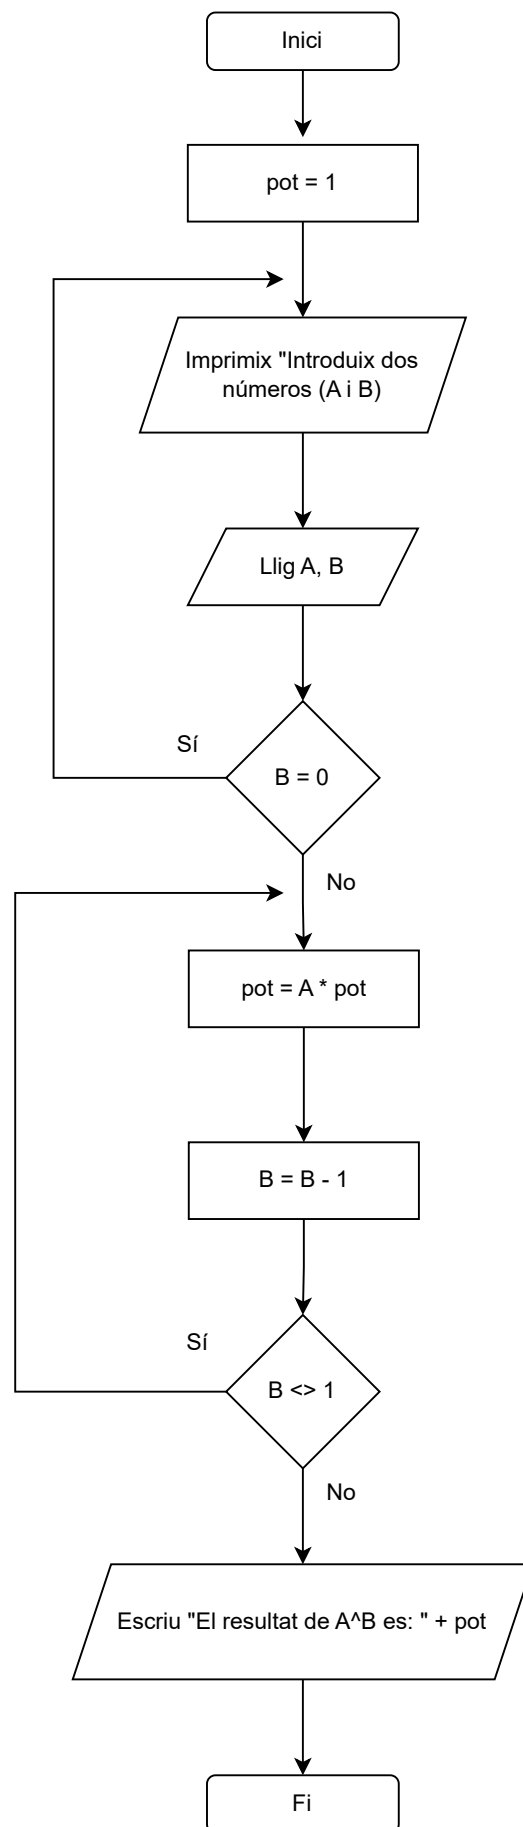 Inici
pot = 1
Imprimix "Introduix dos
números (A i B)
Llig A, B
Sí
B = 0
No
pot = A * pot
B = B - 1
Sí
B <> 1
No
Escriu "El resultat de A^B es: " + pot
Fi